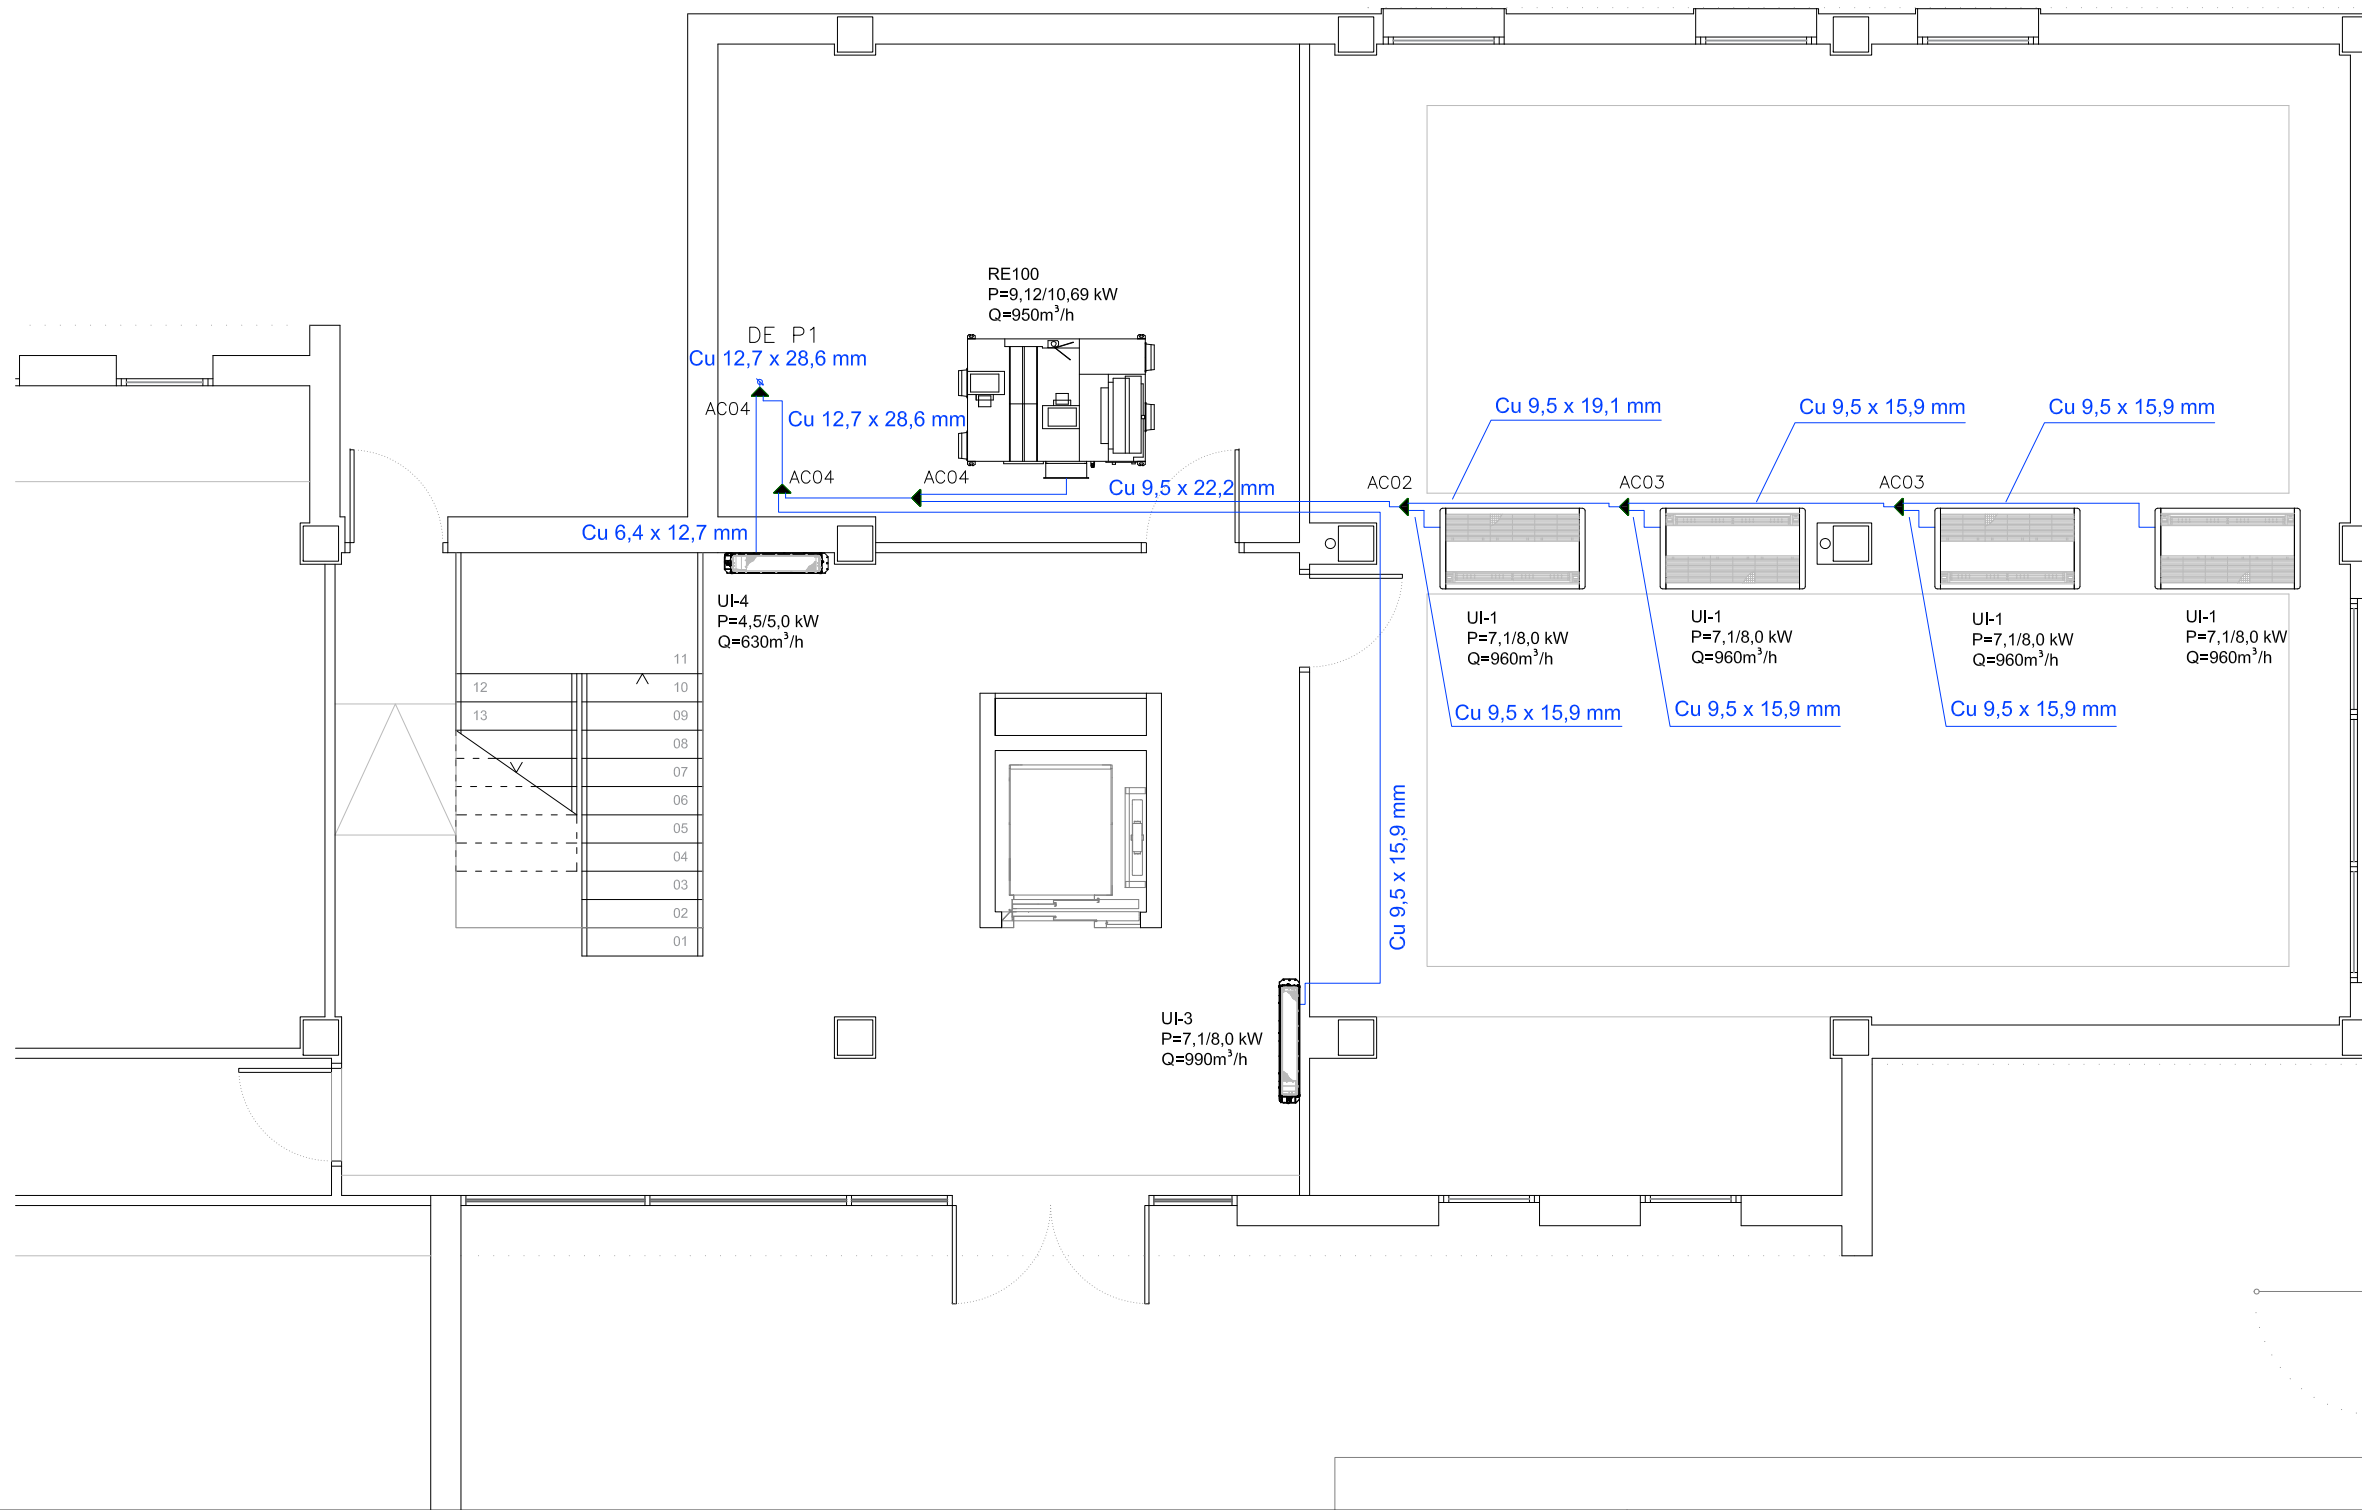 RE100
P=9,12/10,69 kW
Q=950m³/h
DE P1
Cu 12,7 x 28,6 mm
AC04
Cu 12,7 x 28,6 mm
AC04
AC04
Cu 9,5 x 22,2 mm
Cu 6,4 x 12,7 mm
UI-4
P=4,5/5,0 kW
Q=630m³/h
Cu 9,5 x 19,1 mm
Cu 9,5 x 15,9 mm
Cu 9,5 x 15,9 mm
AC02
AC03
AC03
UI-1
P=7,1/8,0 kW
Q=960m³/h
UI-1
P=7,1/8,0 kW
Q=960m³/h
UI-1
P=7,1/8,0 kW
Q=960m³/h
UI-1
P=7,1/8,0 kW
Q=960m³/h
Cu 9,5 x 15,9 mm
Cu 9,5 x 15,9 mm
Cu 9,5 x 15,9 mm
Cu 9,5 x 15,9 mm
11
12
10
13
09
08
07
06
05
04
03
02
01
UI-3
P=7,1/8,0 kW
Q=990m³/h